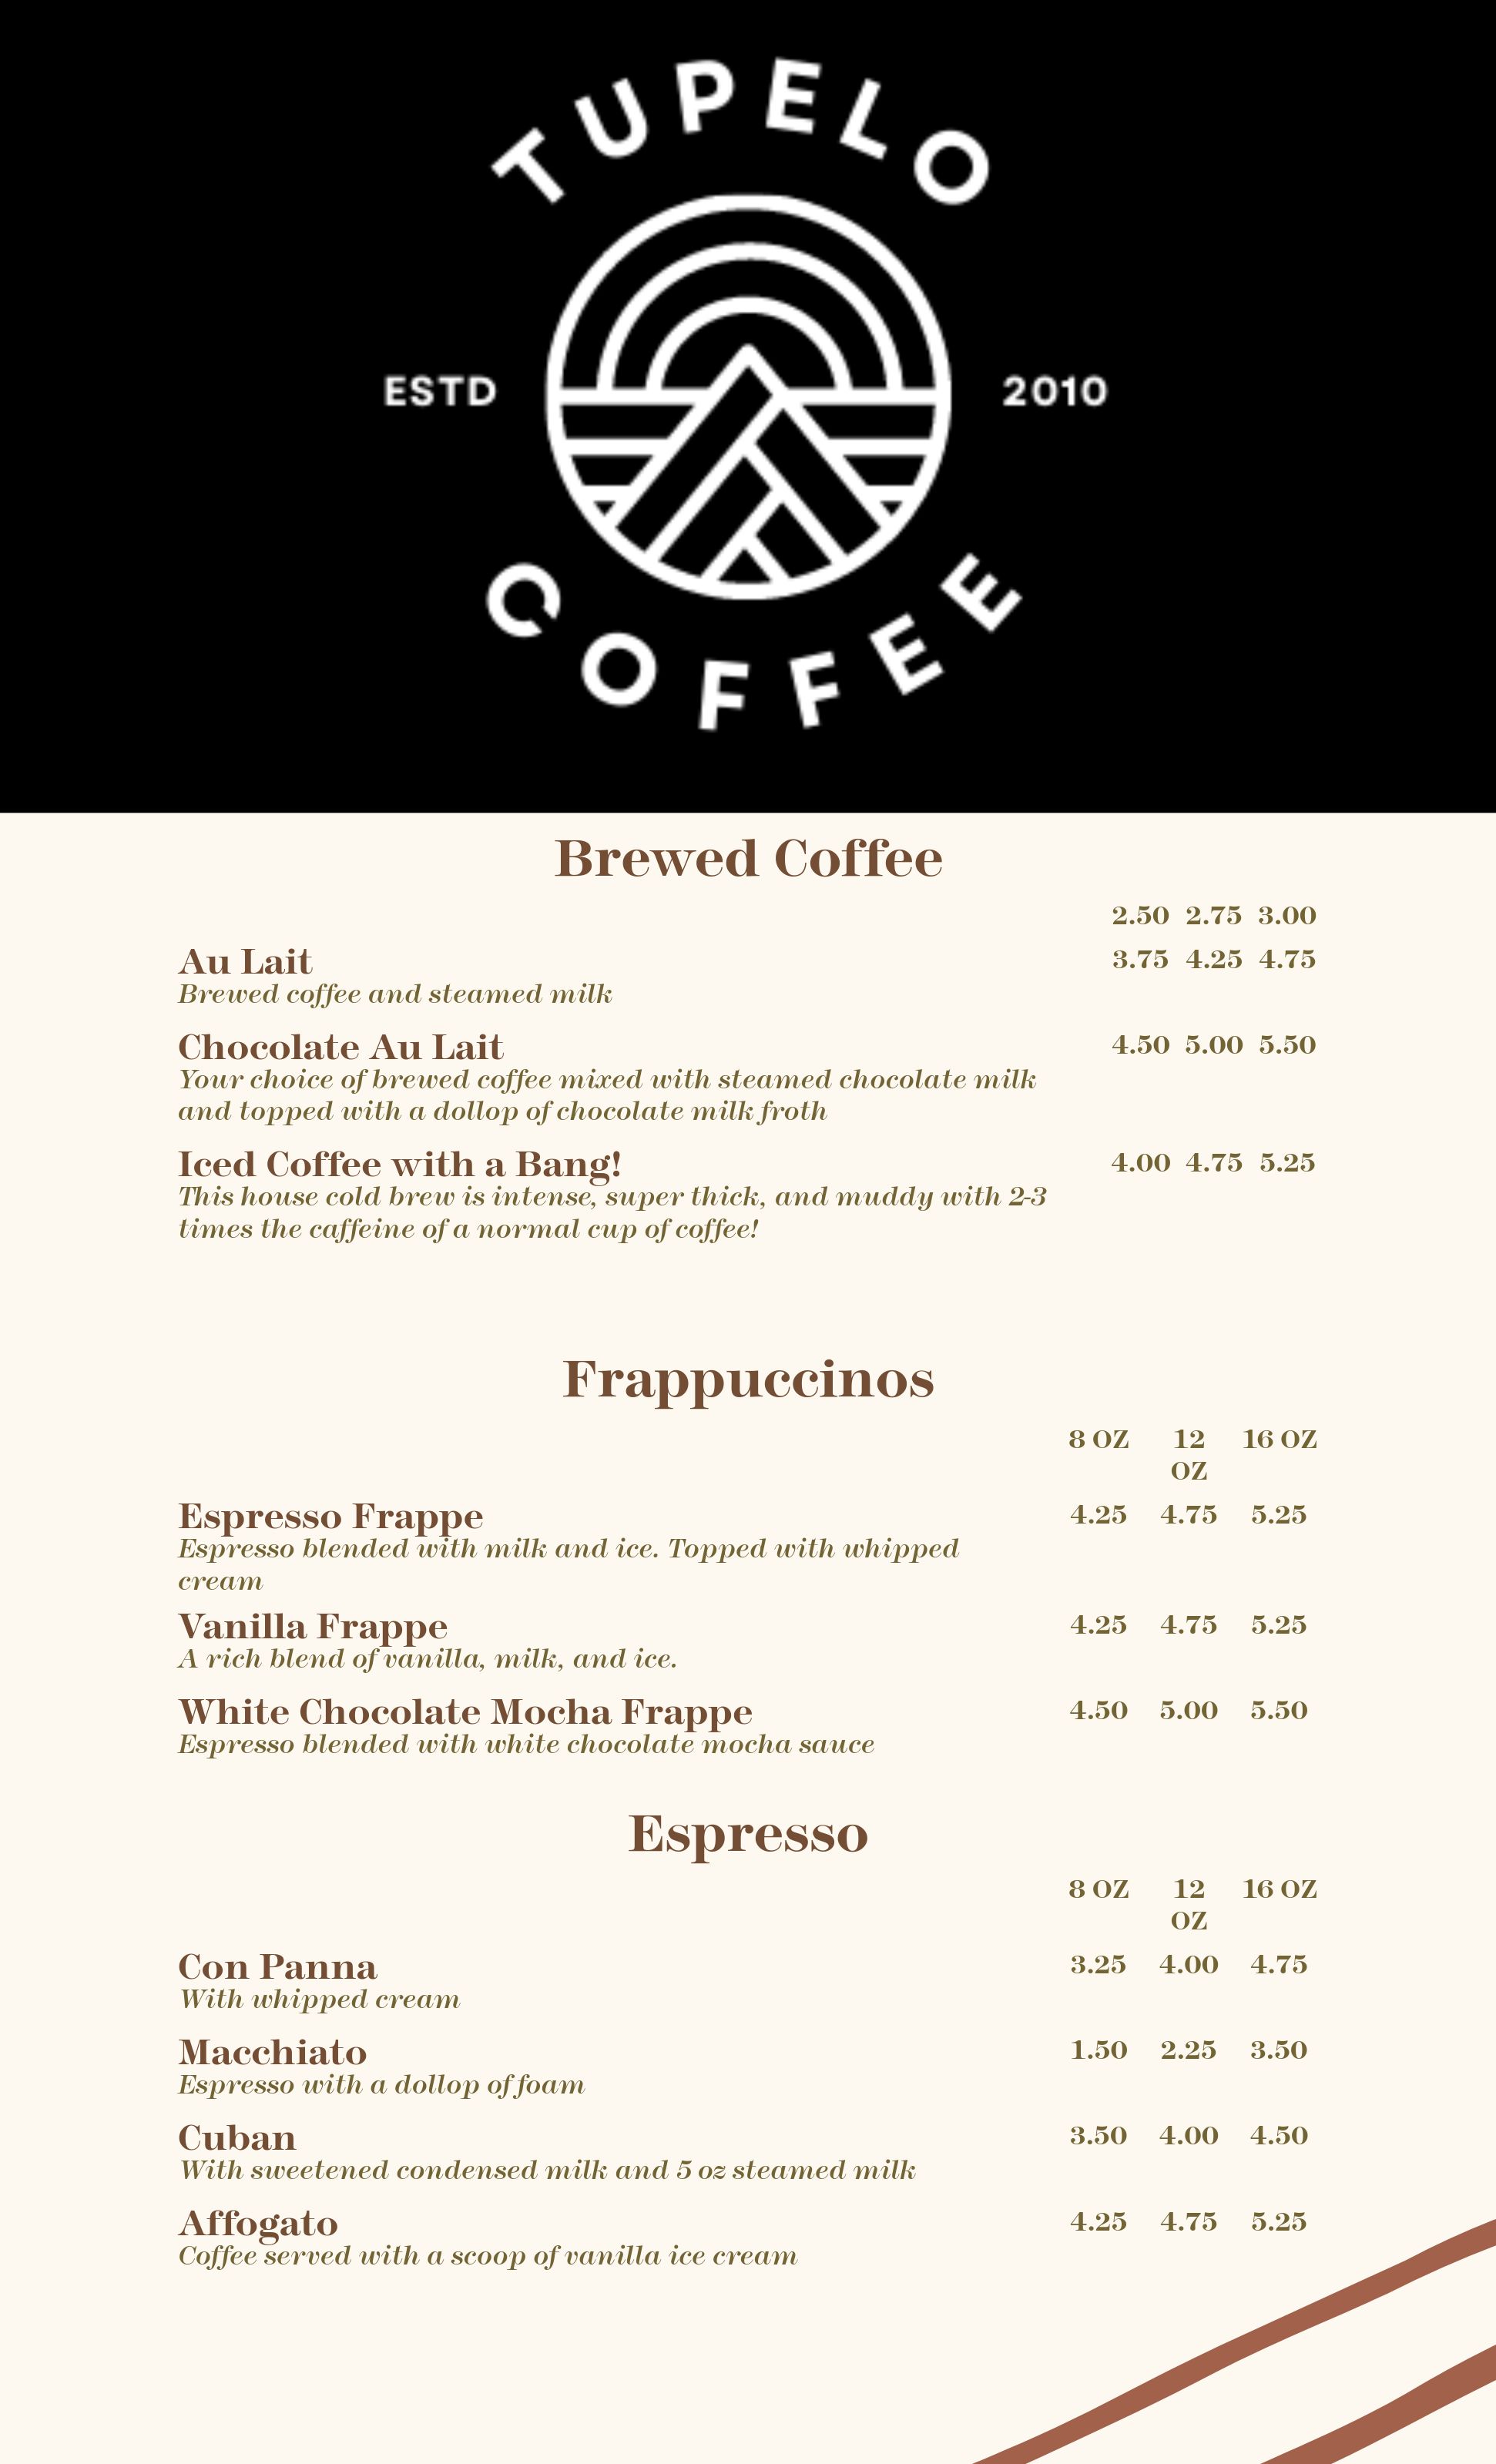 TUPELO
ESTD 2010
COFFEE
Brewed Coffee
2.50 2.75 3.00
Au Lait 3.75 4.25 4.75
Brewed coffee and steamed milk
Chocolate Au Lait 4.50 5.00 5.50
Your choice of brewed coffee mixed with steamed chocolate milk
and topped with a dollop of chocolate milk froth
Iced Coffee with a Bang! 4.00 4.75 5.25
This house cold brew is intense, super thick, and muddy with 2-3
times the caffeine of a normal cup of coffee!
Frappuccinos
8 OZ 12 16 OZ
OZ
Espresso Frappe 4.25 4.75 5.25
Espresso blended with milk and ice. Topped with whipped
cream
Vanilla Frappe 4.25 4.75 5.25
A rich blend of vanilla, milk, and ice.
White Chocolate Mocha Frappe 4.50 5.00 5.50
Espresso blended with white chocolate mocha sauce
Espresso
8 OZ 12 16 OZ
OZ
Con Panna 3.25 4.00 4.75
With whipped cream
Macchiato 1.50 2.25 3.50
Espresso with a dollop of foam
Cuban 3.50 4.00 4.50
With sweetened condensed milk and 5 oz steamed milk
Affogato 4.25 4.75 5.25
Coffee served with a scoop of vanilla ice cream